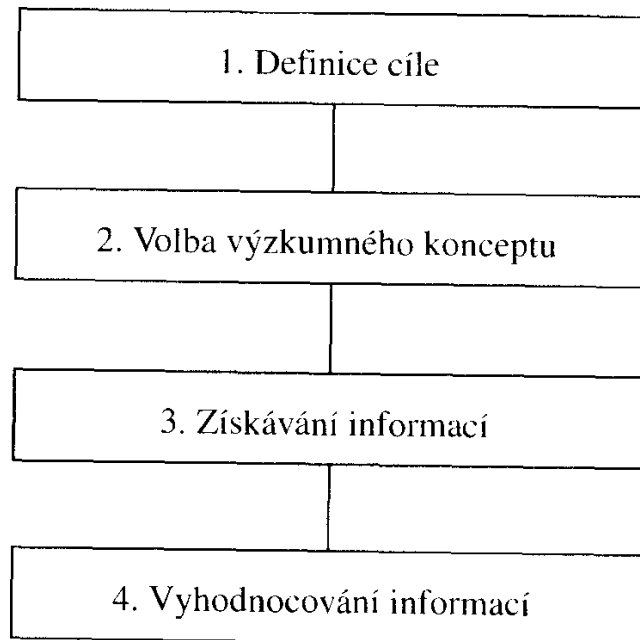 1. Definice cíle
2. Volba výzkumného konceptu
3. Získávání informací
4. Vyhodnocování informací